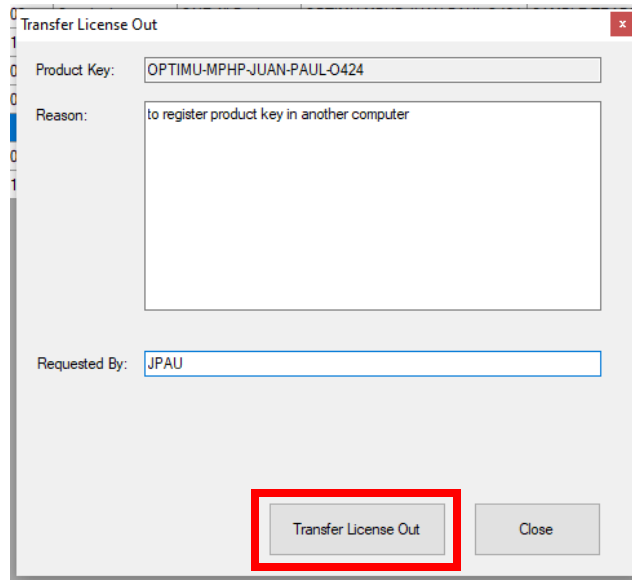 Transfer License Out
x
Product Key: OPTIMU-MPHP-JUAN-PAUL-O424
Reason: to register product key in another computer
Requested By: JPAU
Transfer License Out Close